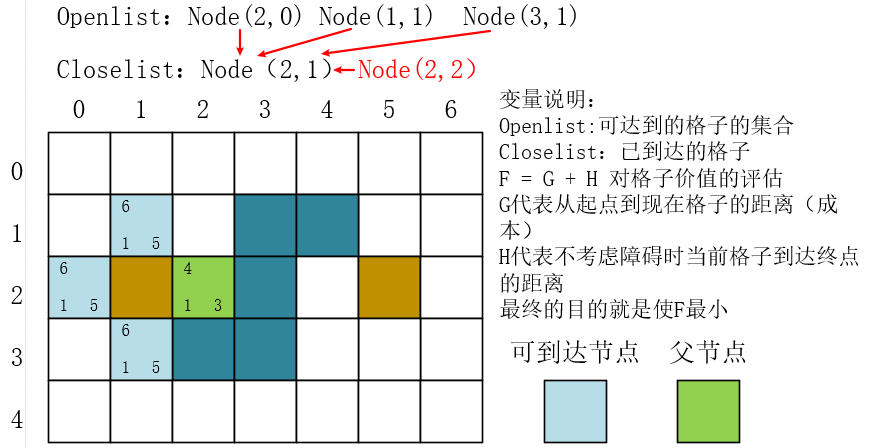 Openlist: Node(2,0) Node(1,1) Node(3,1)
Closelist: Node（2,1) Node(2,2)
0 1 2 3 4 5 6
变量说明：
Openlist:可达到的格子的集合
Closelist：已到达的格子
F = G + H 对格子价值的评估
G代表从起点到现在格子的距离（成
本）
H代表不考虑障碍时当前格子到达终点
的距离
最终的目的就是使F最小
0
1
6
1 5
2
6
1 5
4
1 3
3
6
1 5
4
可到达节点 父节点